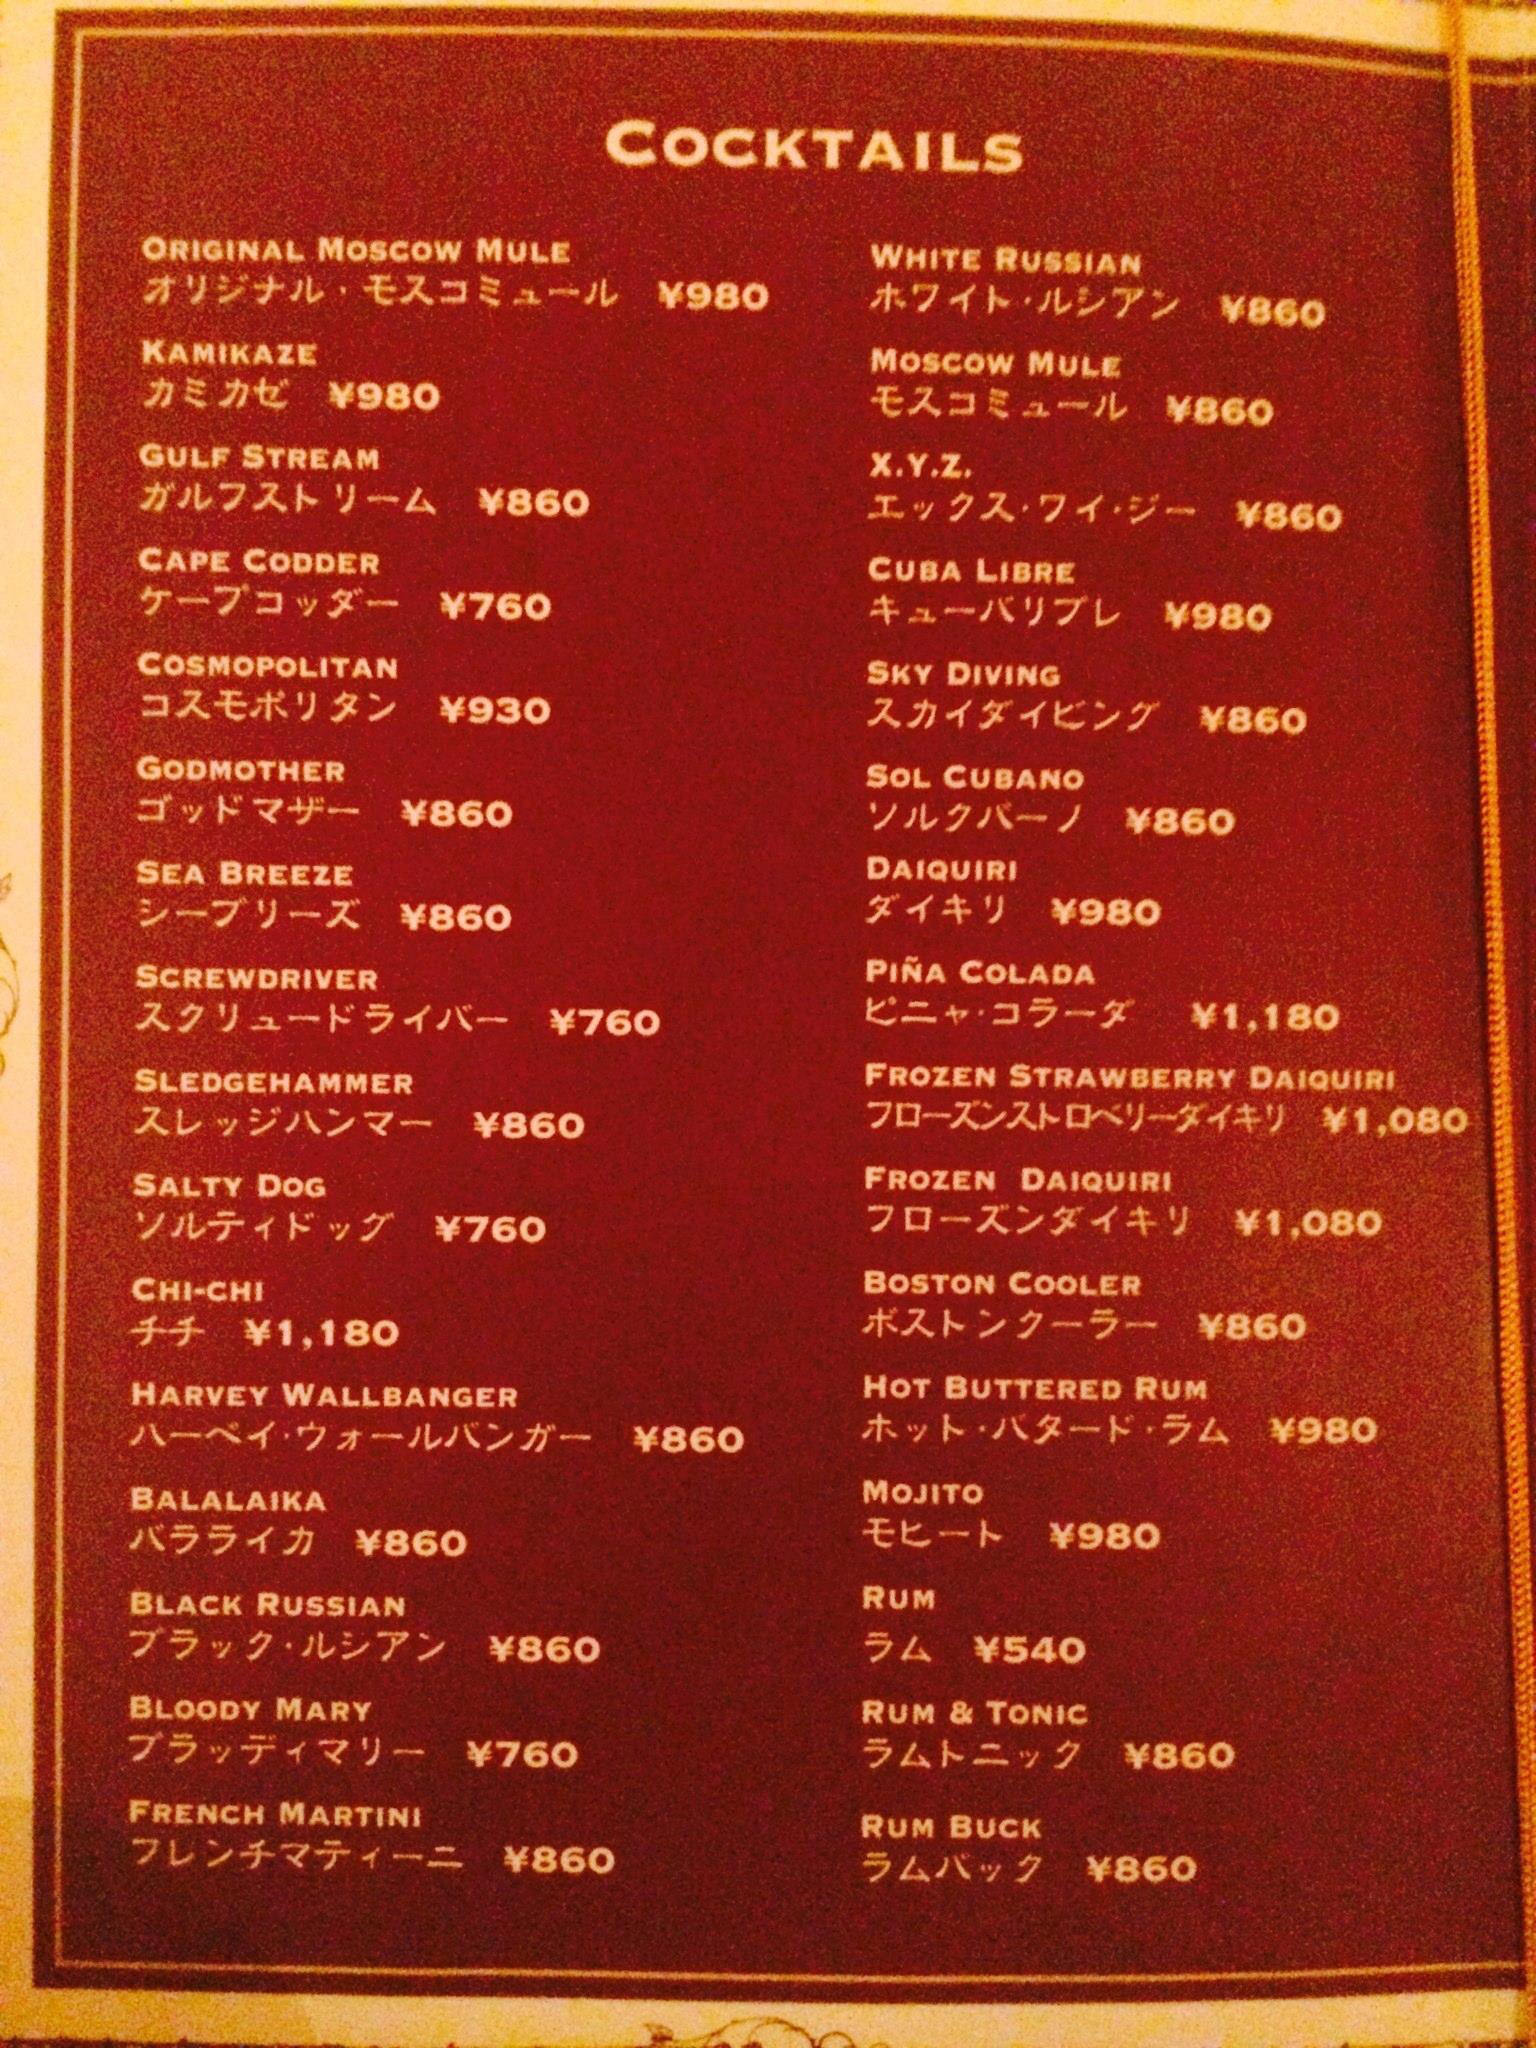 COCKTAILS
ORIGINAL MOSCOW MULE
オリジナル・モスコミュール ¥980
KAMIKAZE
カミカゼ ¥980
GULF STREAM
ガルフストリーム ¥860
CAPE CODDER
ケープコッダー ¥760
COSMOPOLITAN
コスモポリタン ¥930
GODMOTHER
ゴッドマザー ¥860
SEA BREEZE
シーブリーズ ¥860
SCREWDRIVER
スクリュードライバー ¥760
SLEDGEHAMMER
スレッジハンマー ¥860
SALTY DOG
ソルティドッグ ¥760
CHI-CHI
チチ ¥1,180
HARVEY WALLBANGER
ハーベイ・ウォールバンガー ¥860
BALALAIKA
バラライカ ¥860
BLACK RUSSIAN
ブラック・ルシアン ¥860
BLOODY MARY
ブラッディマリー ¥760
FRENCH MARTINI
フレンチマティーニ ¥860
WHITE RUSSIAN
ホワイト・ルシアン ¥860
MOSCOW MULE
モスコミュール ¥860
X.Y.Z.
エックス・ワイ・ジー ¥860
CUBA LIBRE
キューバリブレ ¥980
SKY DIVING
スカイダイビング ¥860
SOL CUBANO
ソルクバーノ ¥860
DAIQUIRI
ダイキリ ¥980
PIÑA COLADA
ピニャ・コラーダ ¥1,180
FROZEN STRAWBERRY DAIQUIRI
フローズンストロベリーダイキリ ¥1,080
FROZEN DAIQUIRI
フローズンダイキリ ¥1,080
BOSTON COOLER
ボストンクーラー ¥860
HOT BUTTERED RUM
ホット・バタード・ラム ¥980
MOJITO
モヒート ¥980
RUM
ラム ¥540
RUM & TONIC
ラムトニック ¥860
RUM BUCK
ラムバック ¥860